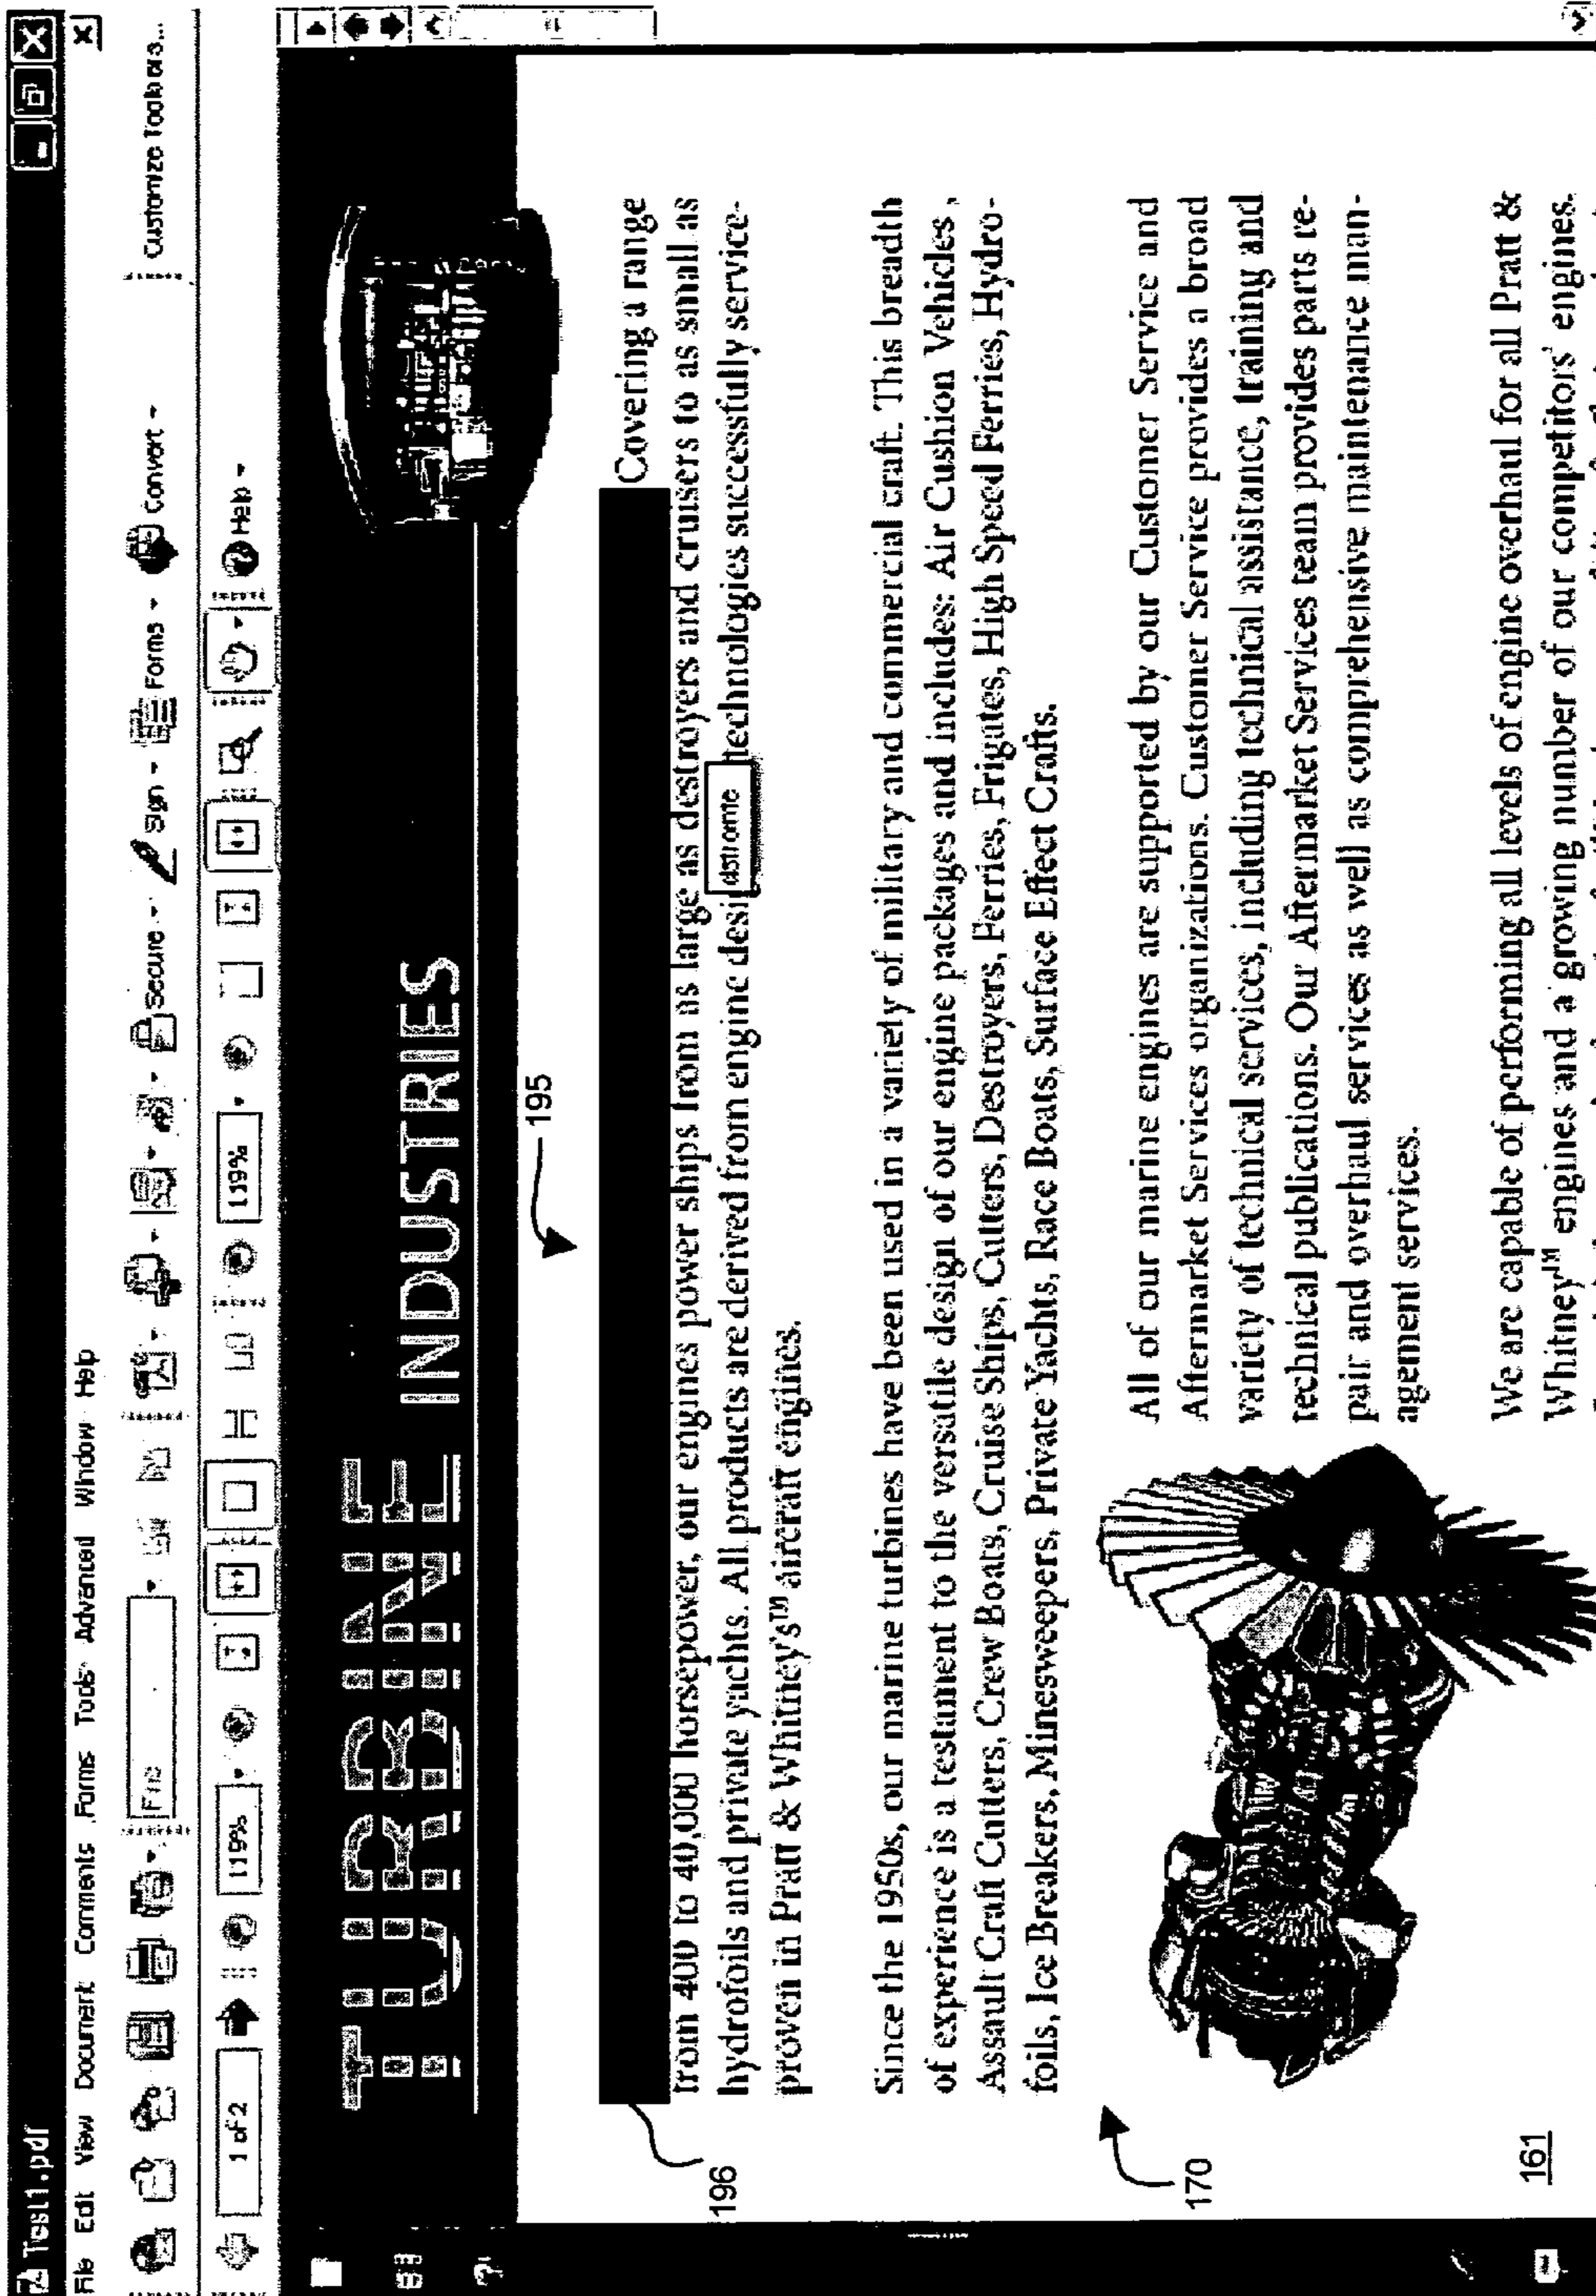 Test1.pdf
File Edit View Document Comments Forms Tools Advanced Window Help
Find
Secure Sign Forms Convert Customize Toolbars...
1 of 2 119% 119% Help
TURBINE INDUSTRIES
195
196
Covering a range
from 400 to 40,000 horsepower, our engines power ships from as large as destroyers and cruisers to as small as
hydrofoils and private yachts. All products are derived from engine desig technologies successfully service-
proven in Pratt & Whitney's™ aircraft engines.
Since the 1950s, our marine turbines have been used in a variety of military and commercial craft. This breadth
of experience is a testament to the versatile design of our engine packages and includes: Air Cushion Vehicles,
Assault Craft Cutters, Crew Boats, Cruise Ships, Cutters, Destroyers, Ferries, Frigates, High Speed Ferries, Hydro-
foils, Ice Breakers, Minesweepers, Private Yachts, Race Boats, Surface Effect Crafts.
170
All of our marine engines are supported by our Customer Service and
Aftermarket Services organizations. Customer Service provides a broad
variety of technical services, including technical assistance, training and
technical publications. Our Aftermarket Services team provides parts re-
pair and overhaul services as well as comprehensive maintenance man-
agement services.
161
We are capable of performing all levels of engine overhaul for all Pratt &
Whitney™ engines and a growing number of our competitors' engines.